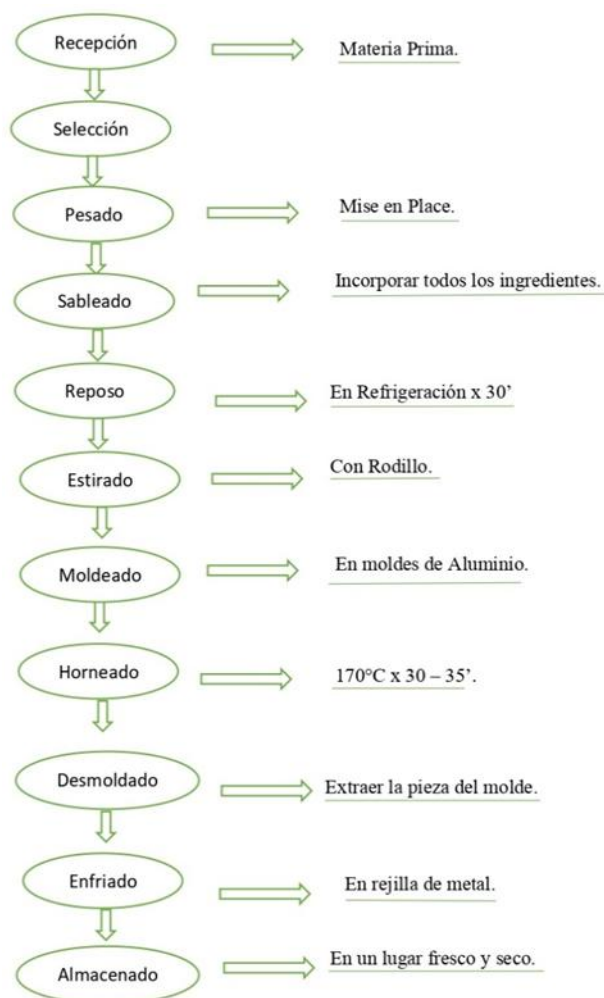 Recepción
Materia Prima.
Selección
Pesado
Mise en Place.
Sableado
Incorporar todos los ingredientes.
Reposo
En Refrigeración x 30’
Estirado
Con Rodillo.
Moldeado
En moldes de Aluminio.
Horneado
170°C x 30 – 35’.
Desmoldado
Extraer la pieza del molde.
Enfriado
En rejilla de metal.
Almacenado
En un lugar fresco y seco.